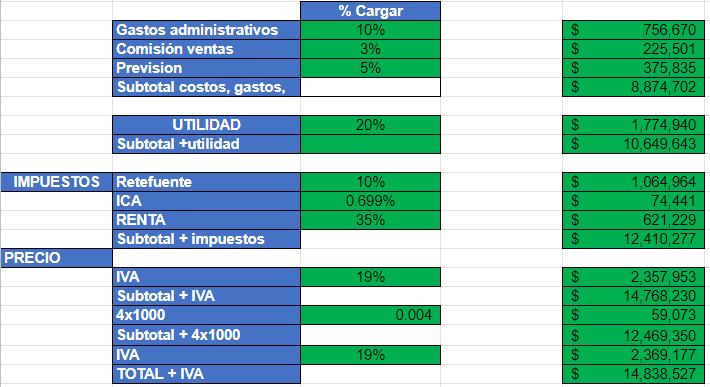 % Cargar
Gastos administrativos 10% $ 756,670
Comisión ventas 3% $ 225,501
Prevision 5% $ 375,835
Subtotal costos, gastos, $ 8,874,702
UTILIDAD 20% $ 1,774,940
Subtotal +utilidad $ 10,649,643
IMPUESTOS Retefuente 10% $ 1,064,964
ICA 0.699% $ 74,441
RENTA 35% $ 621,229
Subtotal + impuestos $ 12,410,277
PRECIO
IVA 19% $ 2,357,953
Subtotal + IVA $ 14,768,230
4x1000 0.004 $ 59,073
Subtotal + 4x1000 $ 12,469,350
IVA 19% $ 2,369,177
TOTAL + IVA $ 14,838,527